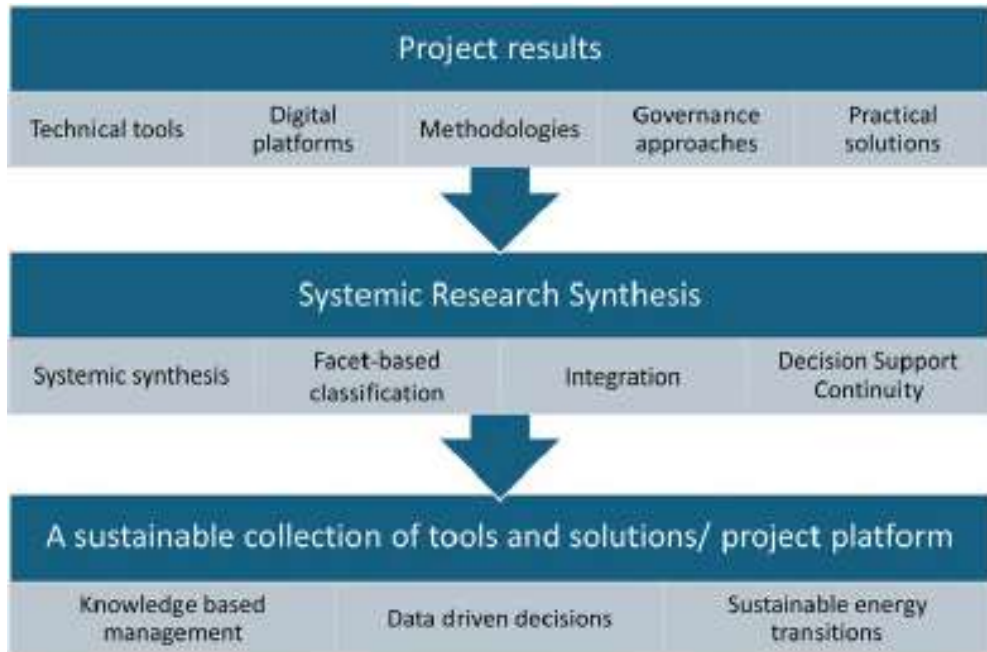 Project results
Technical tools
Digital
platforms
Methodologies
Governance
approaches
Practical
solutions
Systemic Research Synthesis
Systemic synthesis
Facet-based
classification
Integration
Decision Support
Continuity
A sustainable collection of tools and solutions/ project platform
Knowledge based
management
Data driven decisions
Sustainable energy
transitions